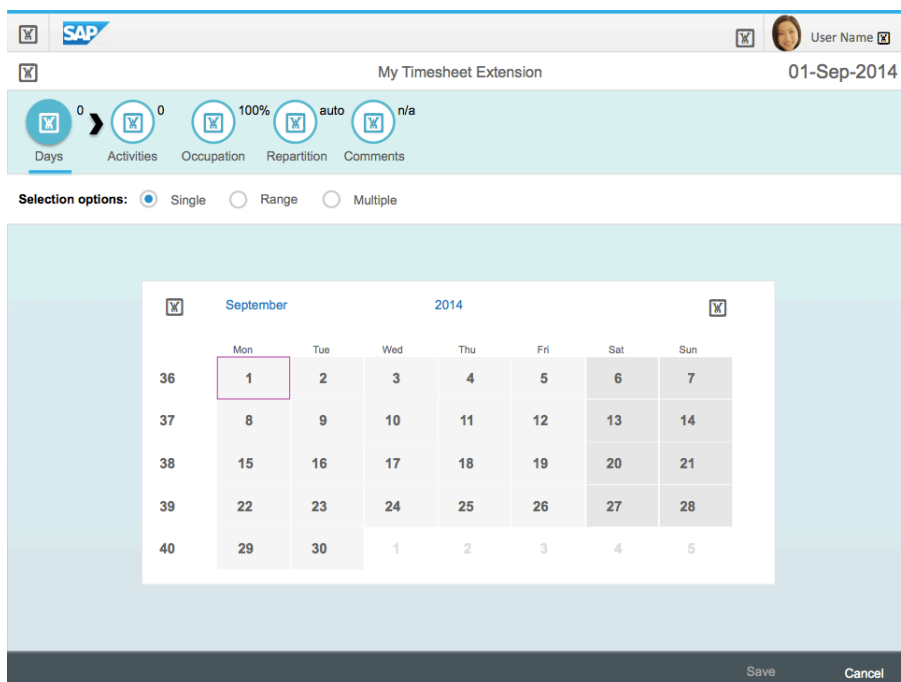 SAP
User Name
My Timesheet Extension
01-Sep-2014
0 0 100% auto n/a
Days Activities Occupation Repartition Comments
Selection options: Single Range Multiple
September 2014
Mon Tue Wed Thu Fri Sat Sun
36 1 2 3 4 5 6 7
37 8 9 10 11 12 13 14
38 15 16 17 18 19 20 21
39 22 23 24 25 26 27 28
40 29 30 1 2 3 4 5
Save Cancel